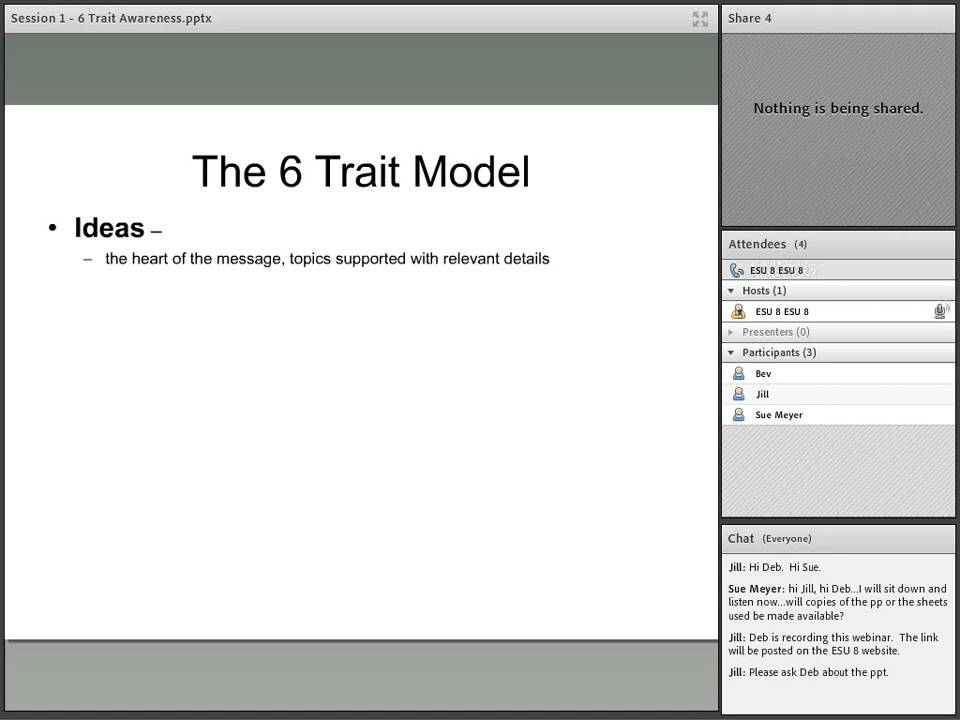 Session 1 - 6 Trait Awareness.pptx
The 6 Trait Model
• Ideas –
– the heart of the message, topics supported with relevant details
Share 4
Nothing is being shared.
Attendees (4)
ESU 8 ESU 8
Hosts (1)
ESU 8 ESU 8
Presenters (0)
Participants (3)
Bev
Jill
Sue Meyer
Chat (Everyone)
Jill: Hi Deb. Hi Sue.
Sue Meyer: hi Jill, hi Deb...I will sit down and
listen now...will copies of the pp or the sheets
used be made available?
Jill: Deb is recording this webinar. The link
will be posted on the ESU 8 website.
Jill: Please ask Deb about the ppt.